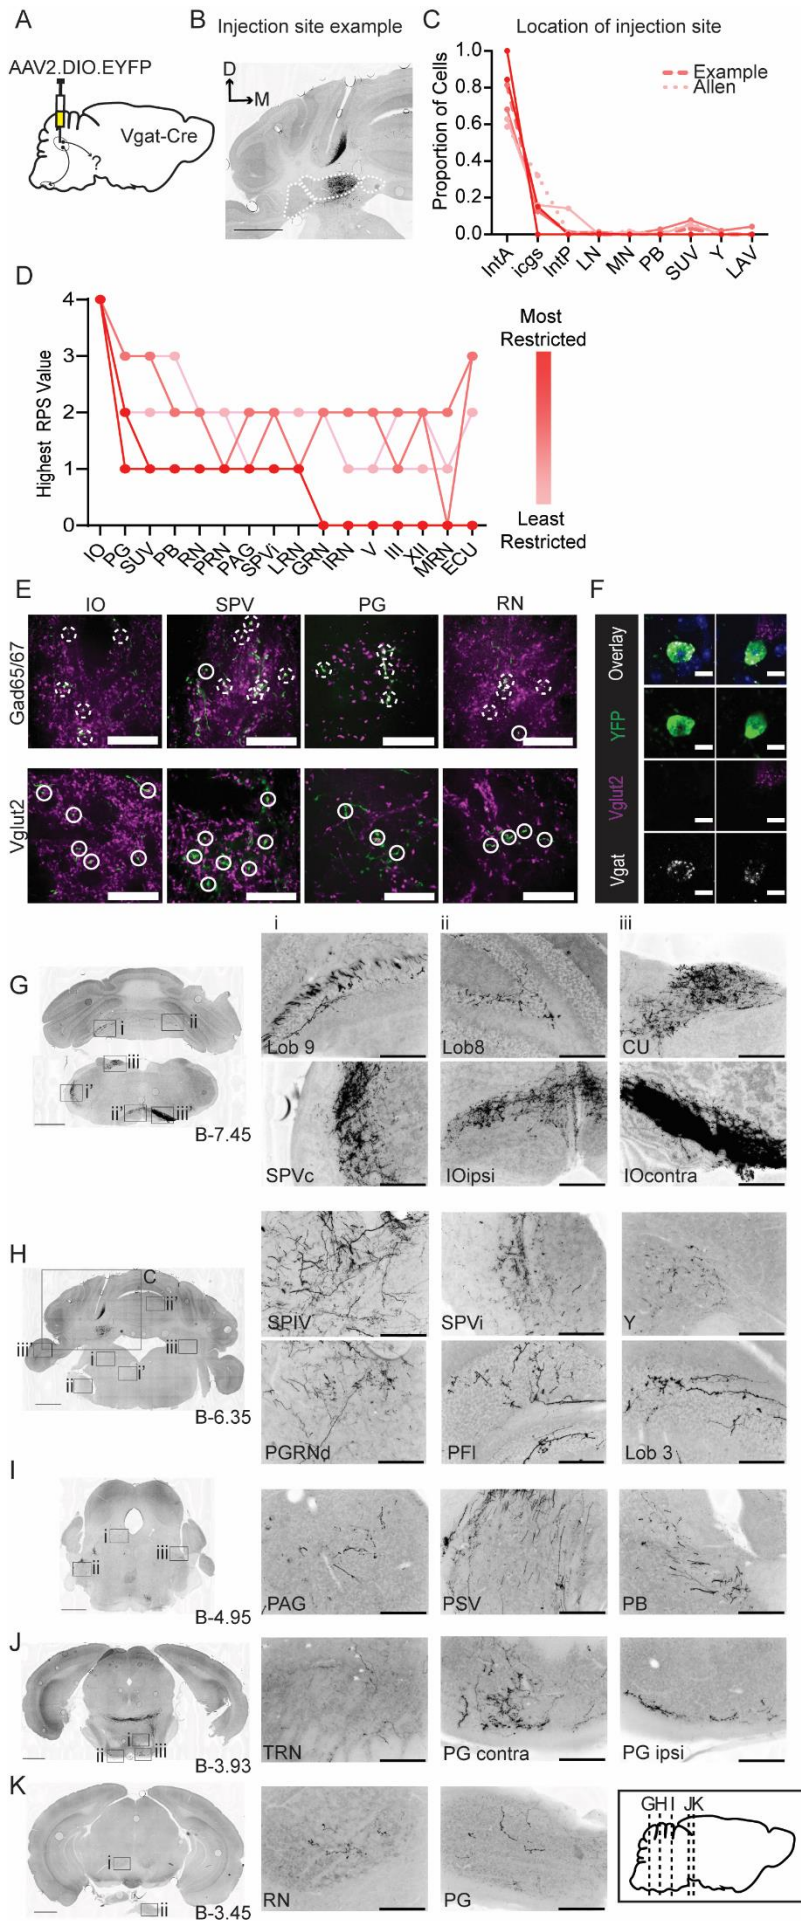 A
AAV2.DIO.EYFP
Vgat-Cre
?
B Injection site example
D
M
C Location of injection site
Proportion of Cells
1.0
0.8
0.6
0.4
0.2
0.0
Example
Allen
IntA icgs IntP LN MN PB SUV Y LAV
D
Highest RPS Value
4
3
2
1
0
IO PG SUV PB RN PRN PAG SPVi LRN GRN IRN V III XII MRN ECU
Most
Restricted
Least
Restricted
E
IO SPV PG RN
Gad65/67
Vglut2
F
Overlay
YFP
Vglut2
Vgat
i ii iii
G
i ii
iii
i'
ii' iii'
B-7.45
Lob 9 Lob8 CU
SPVc IOipsi IOcontra
H
C
ii'
iii' iii
i
i'
ii
B-6.35
SPIV SPVi Y
PGRNd PFl Lob 3
I
i
iii
ii
B-4.95
PAG PSV PB
J
i
ii iii
B-3.93
TRN PG contra PG ipsi
K
i
ii
B-3.45
RN PG
GH I JK